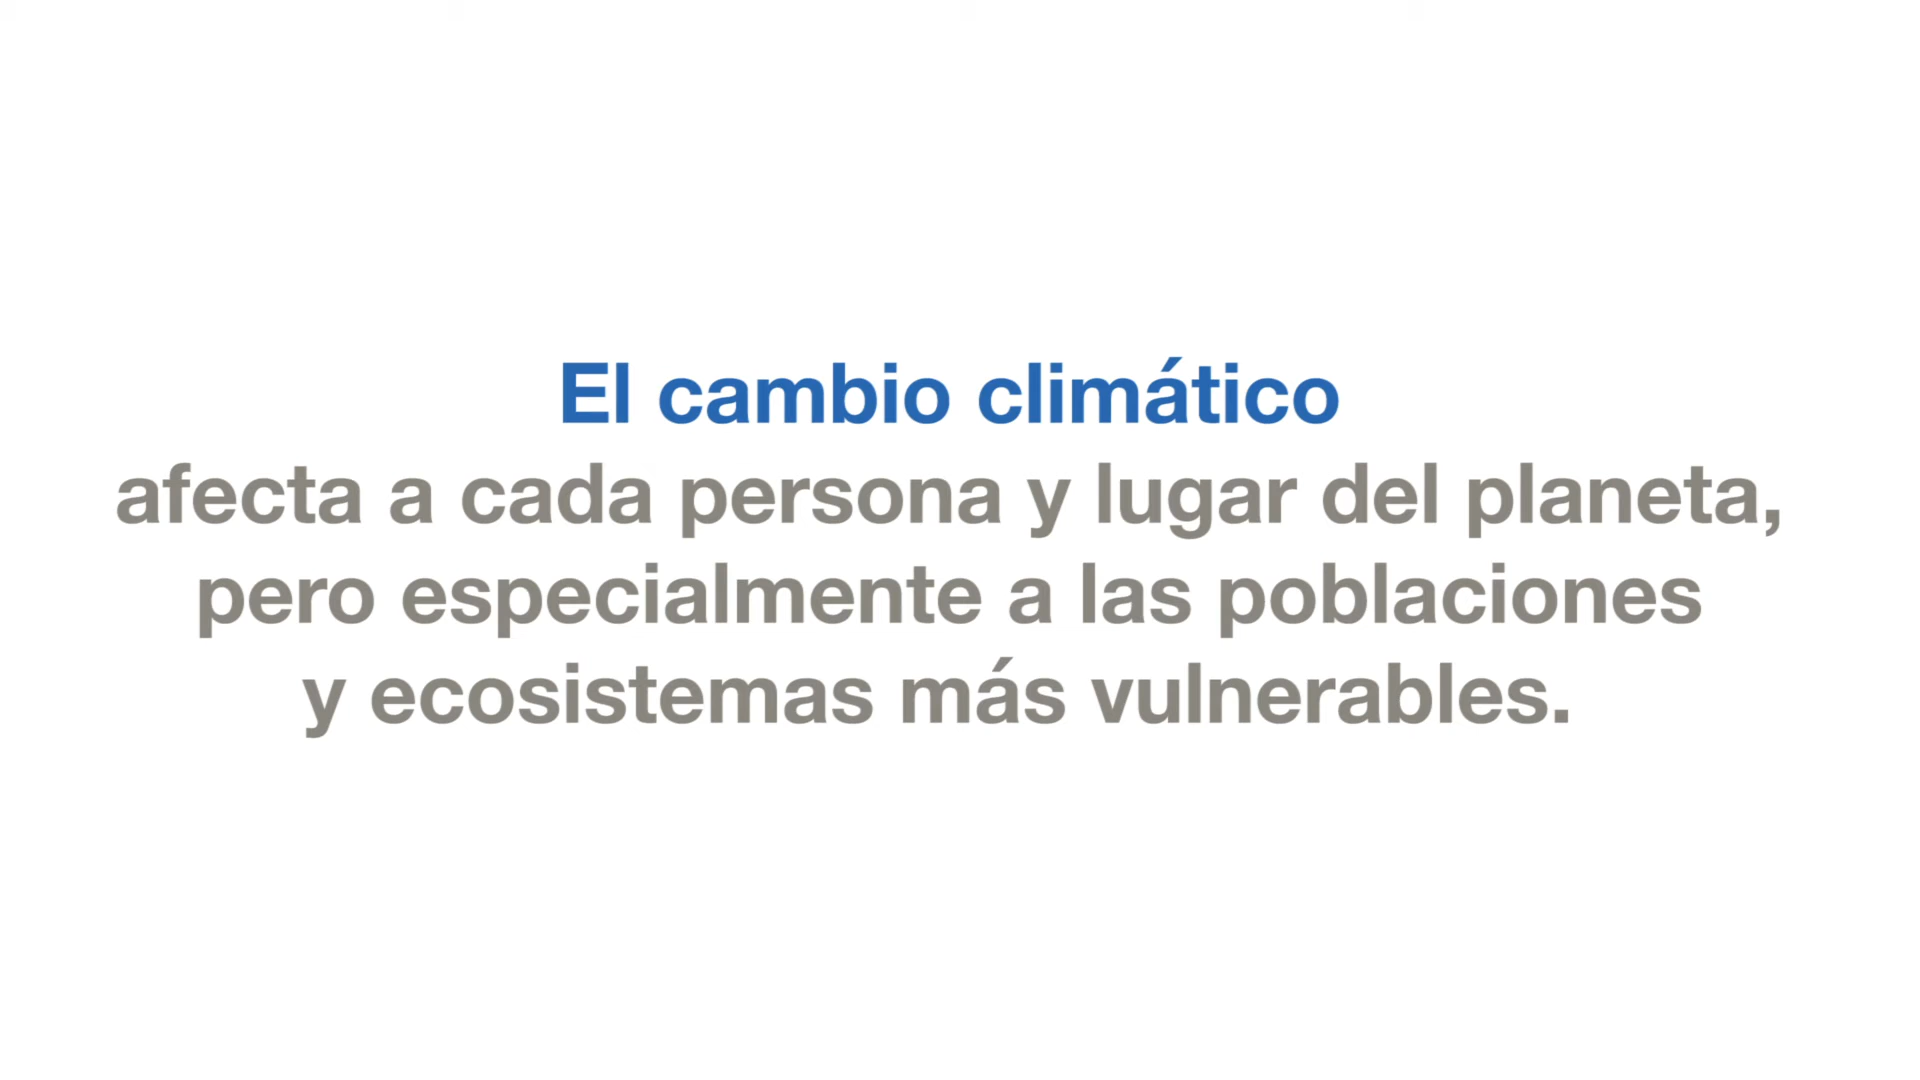 El cambio climático
afecta a cada persona y lugar del planeta,
pero especialmente a las poblaciones
y ecosistemas más vulnerables.